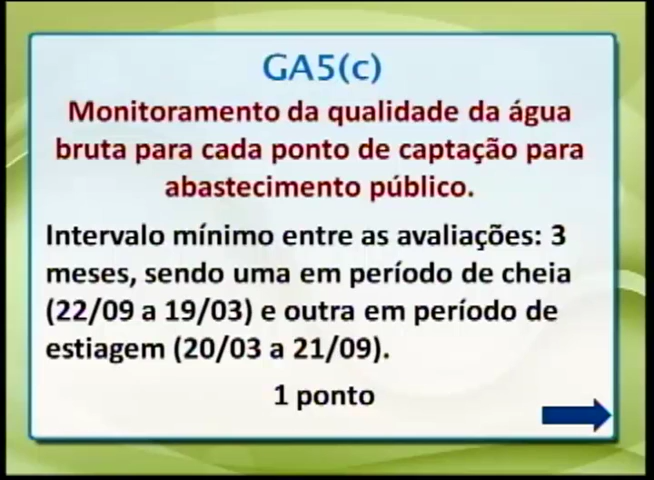 GA5(c)
Monitoramento da qualidade da água
bruta para cada ponto de captação para
abastecimento público.
Intervalo mínimo entre as avaliações: 3
meses, sendo uma em período de cheia
(22/09 a 19/03) e outra em período de
estiagem (20/03 a 21/09).
1 ponto